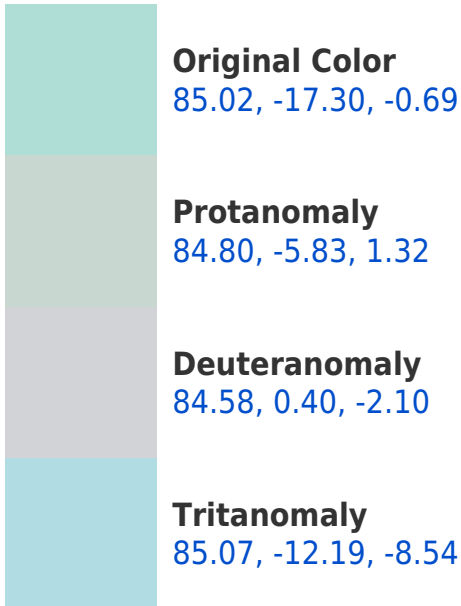 Original Color
85.02, -17.30, -0.69
Protanomaly
84.80, -5.83, 1.32
Deuteranomaly
84.58, 0.40, -2.10
Tritanomaly
85.07, -12.19, -8.54